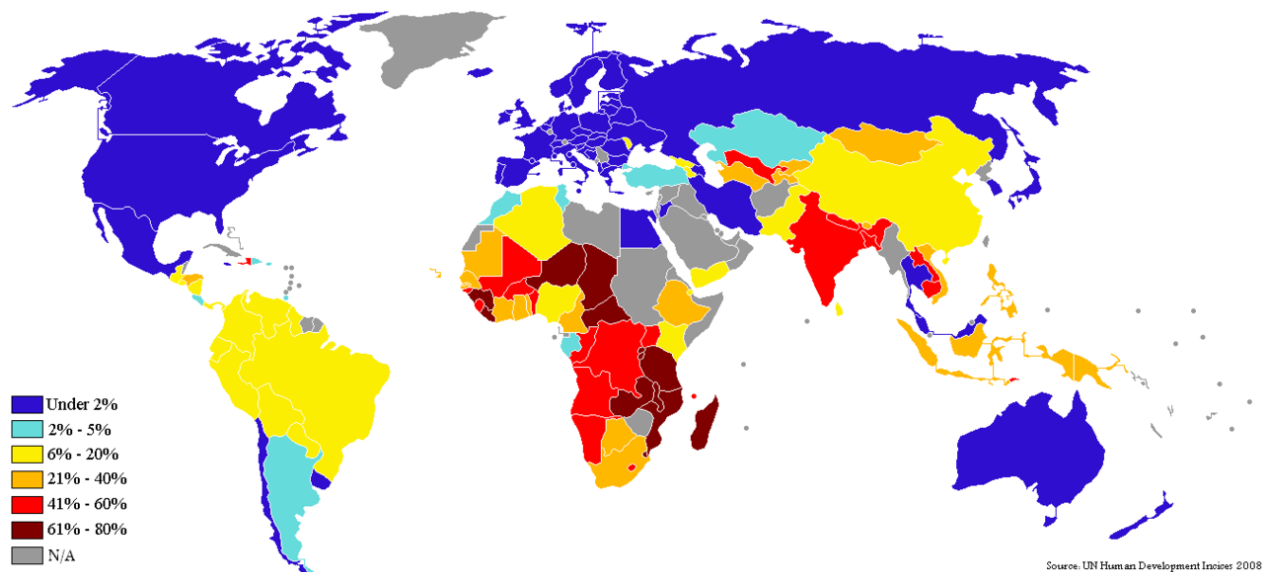 Under 2%
2% - 5%
6% - 20%
21% - 40%
41% - 60%
61% - 80%
N/A
Source: UN Human Development Indices 2008